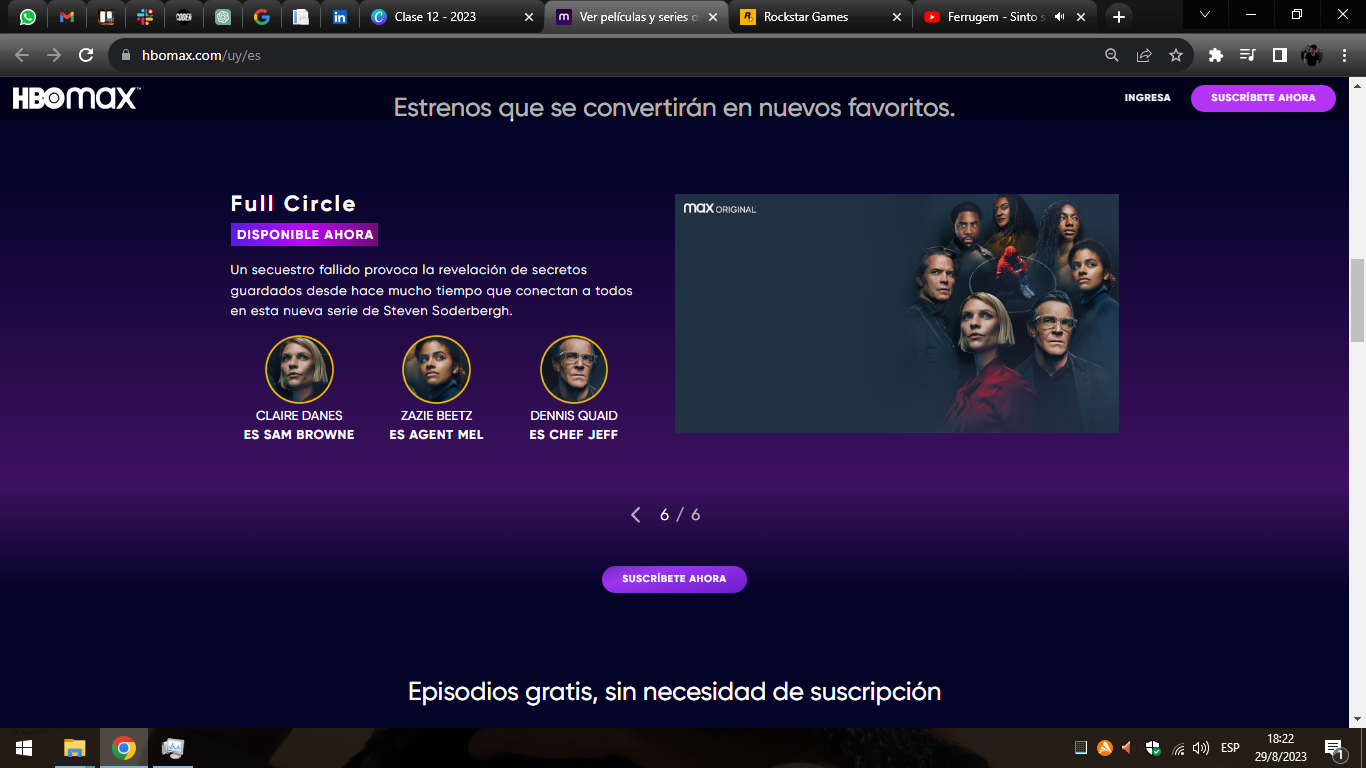 CODER
Clase 12 - 2023
Ver películas y series o
Rockstar Games
Ferrugem - Sinto s
hbomax.com/uy/es
HBOmax
INGRESA
SUSCRÍBETE AHORA
Estrenos que se convertirán en nuevos favoritos.
Full Circle
DISPONIBLE AHORA
Un secuestro fallido provoca la revelación de secretos
guardados desde hace mucho tiempo que conectan a todos
en esta nueva serie de Steven Soderbergh.
CLAIRE DANES
ES SAM BROWNE
ZAZIE BEETZ
ES AGENT MEL
DENNIS QUAID
ES CHEF JEFF
max ORIGINAL
6 / 6
SUSCRÍBETE AHORA
Episodios gratis, sin necesidad de suscripción
ESP
18:22
29/8/2023
1